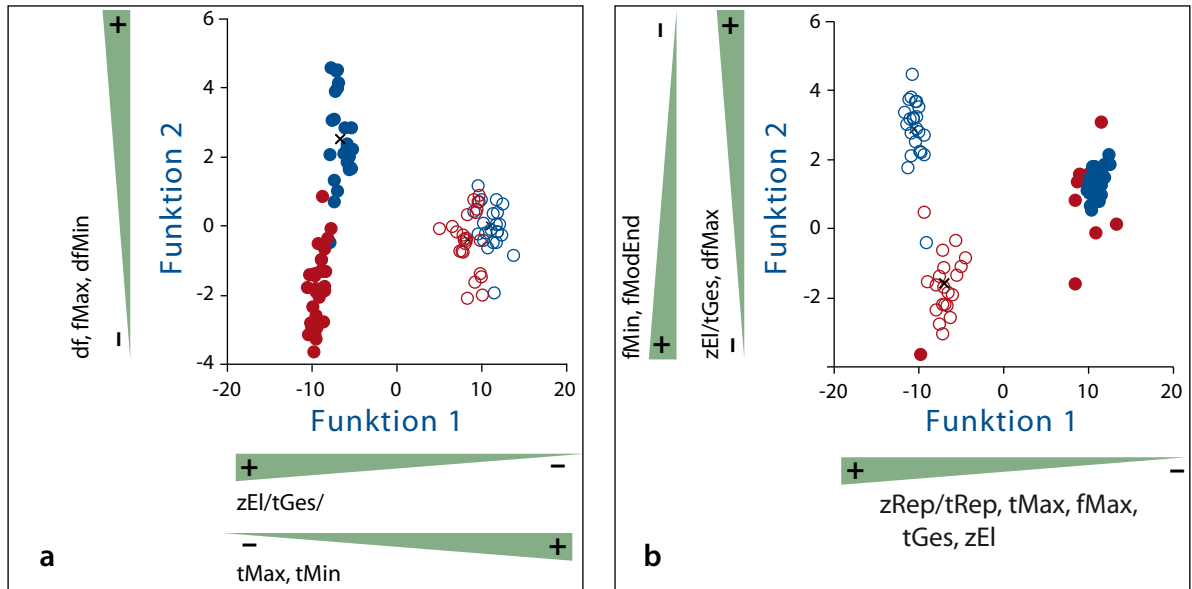 +
–
df, fMax, dfMin
Funktion 2
6
4
2
0
-2
-4
-20
-10
0
10
20
Funktion 1
+
–
zEl/tGes/
–
+
tMax, tMin
a
–
+
fMin, fModEnd
+
–
zEl/tGes, dfMax
Funktion 2
6
4
2
0
-2
-20
-10
0
10
20
Funktion 1
+
–
zRep/tRep, tMax, fMax,
tGes, zEl
b